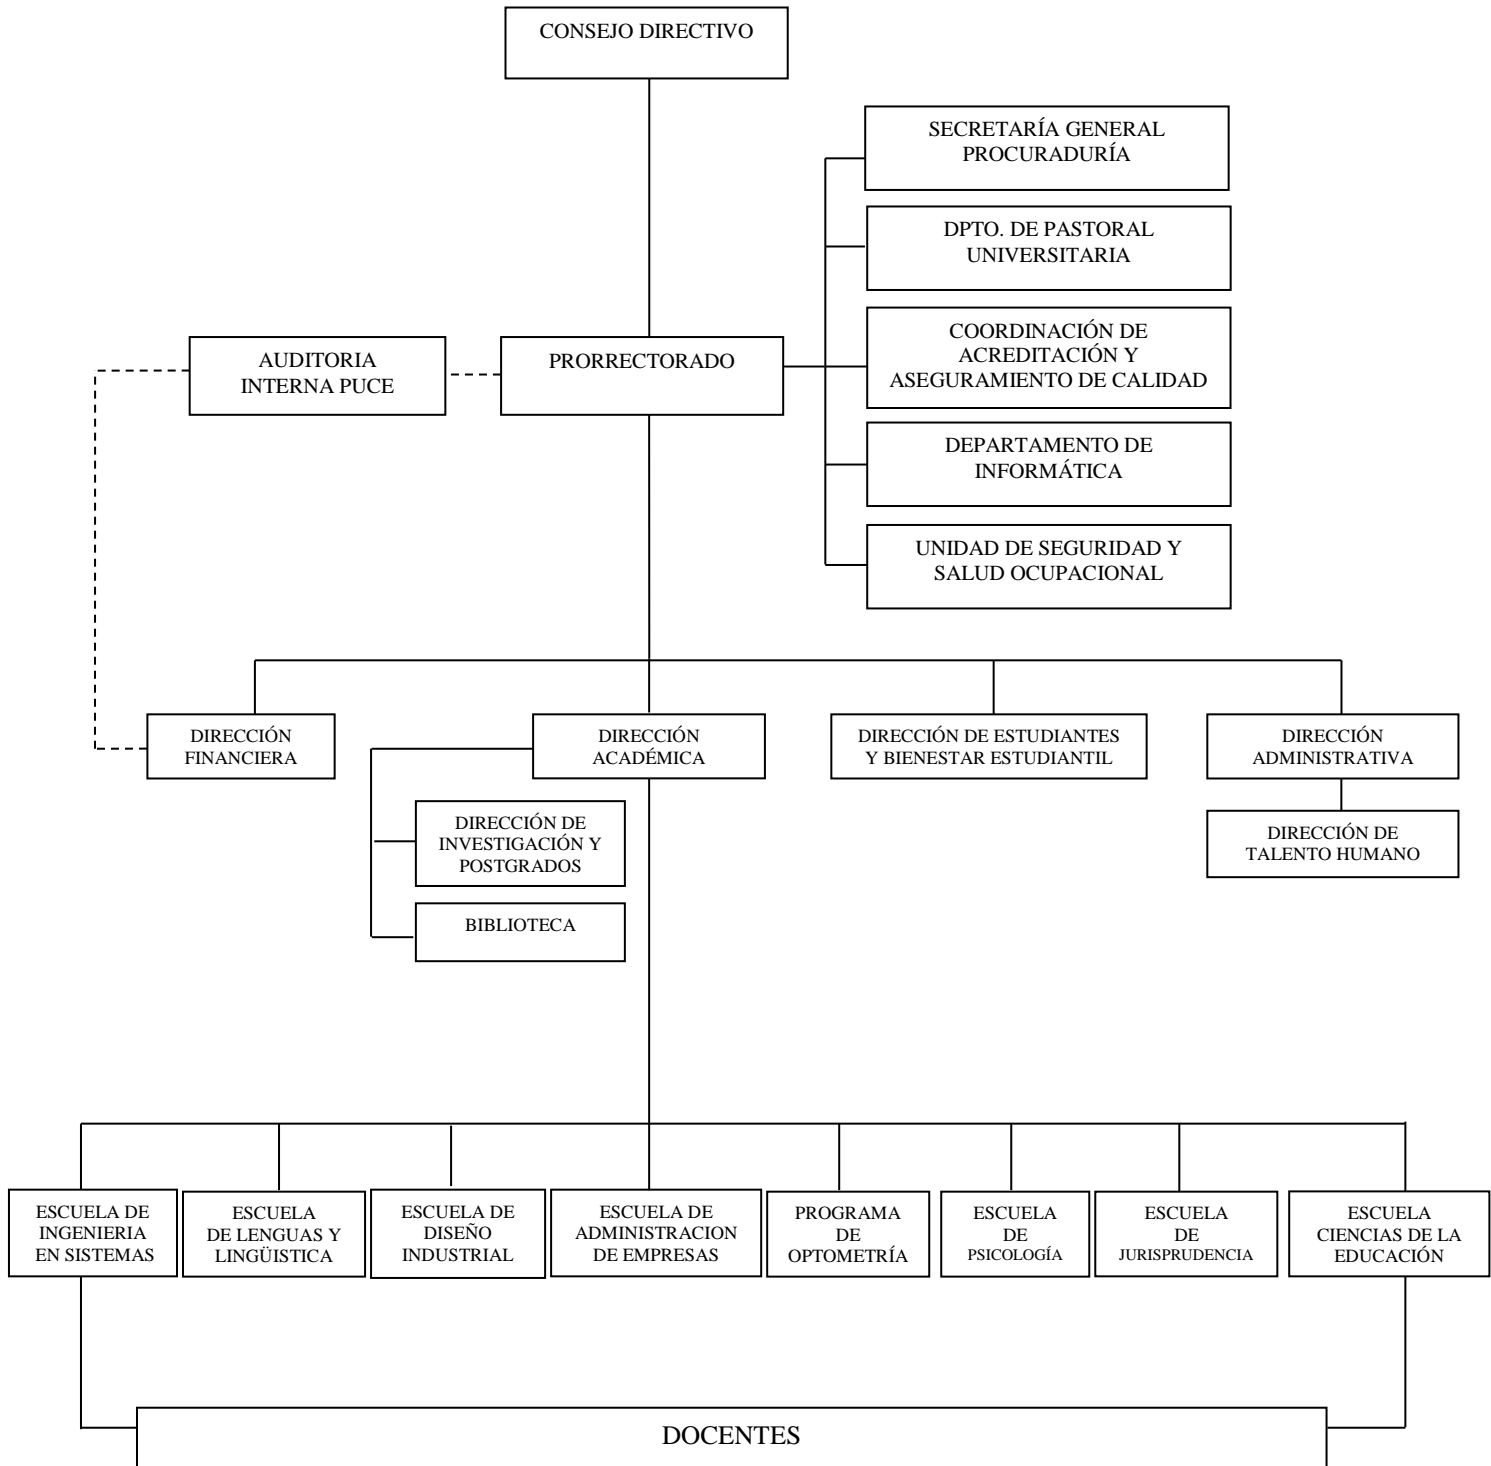 CONSEJO DIRECTIVO
SECRETARÍA GENERAL
PROCURADURÍA
DPTO. DE PASTORAL
UNIVERSITARIA
COORDINACIÓN DE
ACREDITACIÓN Y
ASEGURAMIENTO DE CALIDAD
AUDITORIA
INTERNA PUCE
PRORRECTORADO
DEPARTAMENTO DE
INFORMÁTICA
UNIDAD DE SEGURIDAD Y
SALUD OCUPACIONAL
DIRECCIÓN
FINANCIERA
DIRECCIÓN
ACADÉMICA
DIRECCIÓN DE ESTUDIANTES
Y BIENESTAR ESTUDIANTIL
DIRECCIÓN
ADMINISTRATIVA
DIRECCIÓN DE
INVESTIGACIÓN Y
POSTGRADOS
DIRECCIÓN DE
TALENTO HUMANO
BIBLIOTECA
ESCUELA DE
INGENIERIA
EN SISTEMAS
ESCUELA
DE LENGUAS Y
LINGÜISTICA
ESCUELA DE
DISEÑO
INDUSTRIAL
ESCUELA DE
ADMINISTRACION
DE EMPRESAS
PROGRAMA
DE
OPTOMETRÍA
ESCUELA
DE
PSICOLOGÍA
ESCUELA
DE
JURISPRUDENCIA
ESCUELA
CIENCIAS DE LA
EDUCACIÓN
DOCENTES